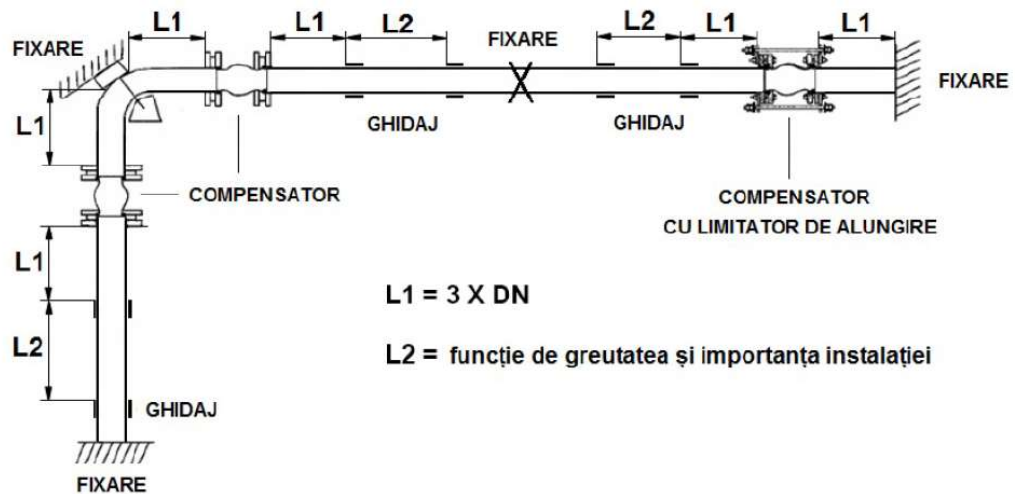 L1
L1
L2
L2
L1
L1
FIXARE
FIXARE
FIXARE
L1
GHIDAJ
GHIDAJ
COMPENSATOR
COMPENSATOR
CU LIMITATOR DE ALUNGIRE
L1
L1 = 3 X DN
L2
L2 = funcție de greutatea și importanța instalației
GHIDAJ
FIXARE